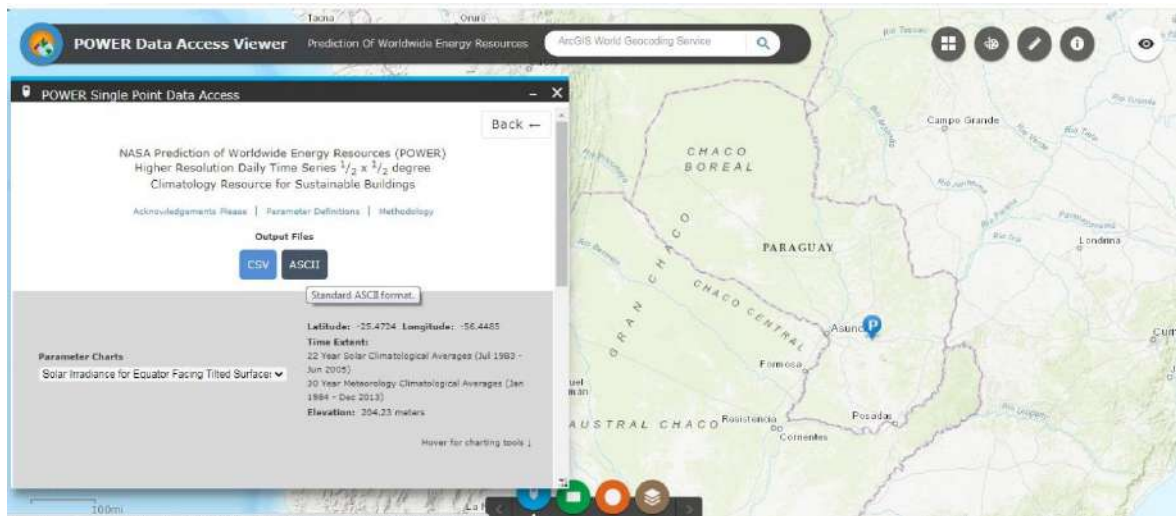 Tacna
Oruro
POWER Data Access Viewer
Prediction Of Worldwide Energy Resources
ArcGIS World Geocoding Service
POWER Single Point Data Access
Back ←
NASA Prediction of Worldwide Energy Resources (POWER)
Higher Resolution Daily Time Series 1/2 x 1/2 degree
Climatology Resource for Sustainable Buildings
Acknowledgements Please | Parameter Definitions | Methodology
Output Files
CSV
ASCII
Standard ASCII format.
Latitude: -25.4724 Longitude: -56.4485
Time Extent:
22 Year Solar Climatological Averages (Jul 1983 -
Jun 2005)
30 Year Meteorology Climatological Averages (Jan
1984 - Dec 2013)
Elevation: 204.23 meters
Parameter Charts
Solar Irradiance for Equator Facing Tilted Surface
Hover for charting tools ↓
100mi
Campo Grande
CHACO
BOREAL
PARAGUAY
GRAN CHACO
CHACO CENTRAL
Londrina
Asunc
P
Formosa
Curi
Resistencia
Corrientes
Posadas
AUSTRAL CHACO